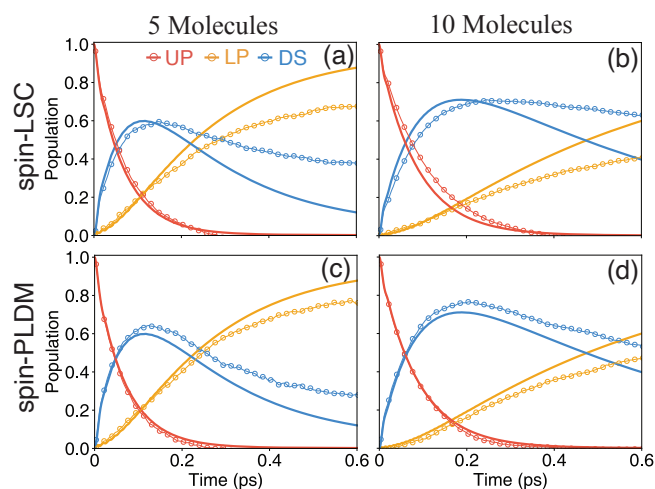 5 Molecules
10 Molecules
spin-LSC
Population
1.0
0.8
0.6
0.4
0.2
0.0
UP
LP
DS
(a)
(b)
spin-PLDM
Population
1.0
0.8
0.6
0.4
0.2
0.0
(c)
(d)
0
0.2
0.4
0.6
0
0.2
0.4
0.6
Time (ps)
Time (ps)